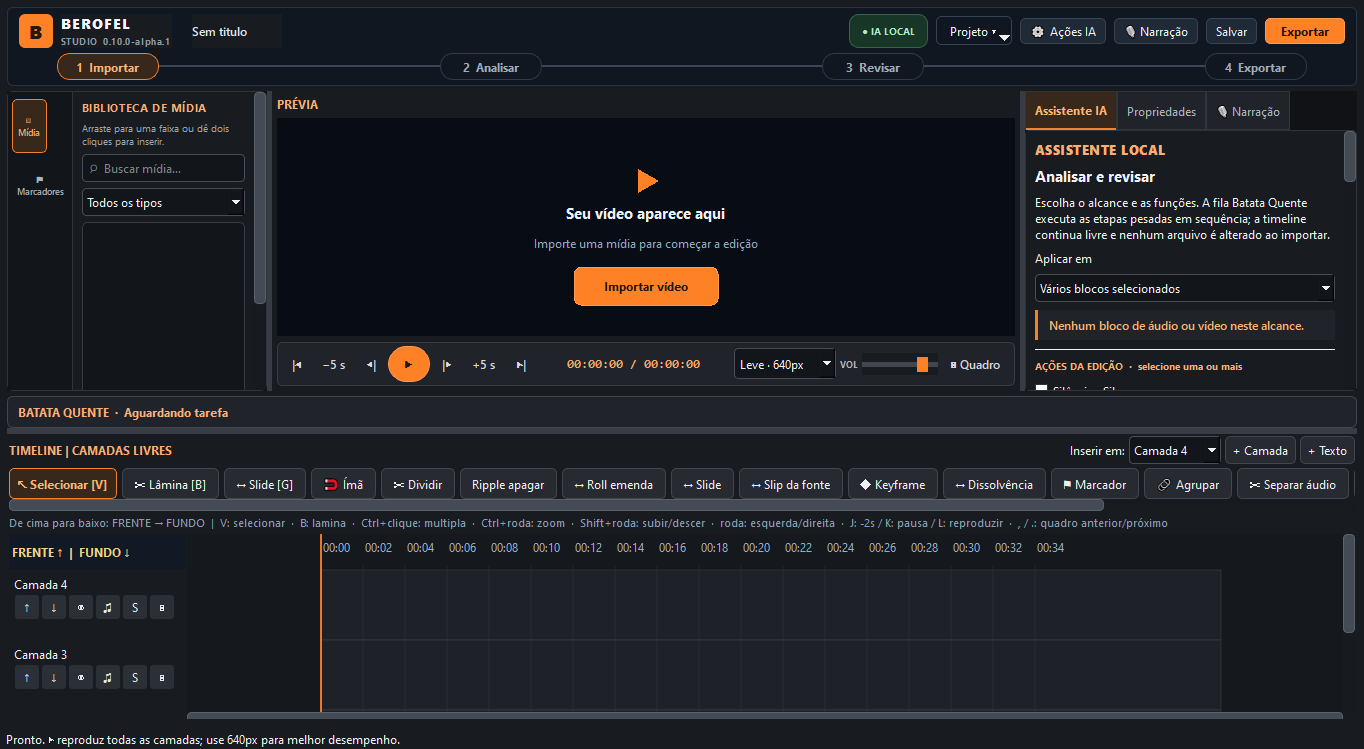 B BEROFEL
STUDIO 0.10.0-alpha.1
Sem título
● IA LOCAL
Projeto
Ações IA
Narração
Salvar
Exportar
1 Importar
2 Analisar
3 Revisar
4 Exportar
Mídia
Marcadores
BIBLIOTECA DE MÍDIA
Arraste para uma faixa ou dê dois
cliques para inserir.
Buscar mídia...
Todos os tipos
PRÉVIA
Seu vídeo aparece aqui
Importe uma mídia para começar a edição
Importar vídeo
−5 s
+5 s
00:00:00 / 00:00:00
Leve · 640px
VOL
Quadro
Assistente IA
Propriedades
Narração
ASSISTENTE LOCAL
Analisar e revisar
Escolha o alcance e as funções. A fila Batata Quente
executa as etapas pesadas em sequência; a timeline
continua livre e nenhum arquivo é alterado ao importar.
Aplicar em
Vários blocos selecionados
Nenhum bloco de áudio ou vídeo neste alcance.
AÇÕES DA EDIÇÃO · selecione uma ou mais
BATATA QUENTE · Aguardando tarefa
TIMELINE | CAMADAS LIVRES
Inserir em:
Camada 4
+ Camada
+ Texto
↖ Selecionar [V]
✂ Lâmina [B]
↔ Slide [G]
Ímã
✂ Dividir
Ripple apagar
↔ Roll emenda
↔ Slide
↔ Slip da fonte
◆ Keyframe
↔ Dissolvência
⚑ Marcador
Agrupar
✂ Separar áudio
De cima para baixo: FRENTE → FUNDO | V: selecionar · B: lamina · Ctrl+clique: multipla · Ctrl+roda: zoom · Shift+roda: subir/descer · roda: esquerda/direita · J: -2s / K: pausa / L: reproduzir · , / .: quadro anterior/próximo
FRENTE ↑ | FUNDO ↓
00:00 00:02 00:04 00:06 00:08 00:10 00:12 00:14 00:16 00:18 00:20 00:22 00:24 00:26 00:28 00:30 00:32 00:34
Camada 4
↑ ↓ ♫ S
Camada 3
↑ ↓ ♫ S
Pronto. ▶ reproduz todas as camadas; use 640px para melhor desempenho.